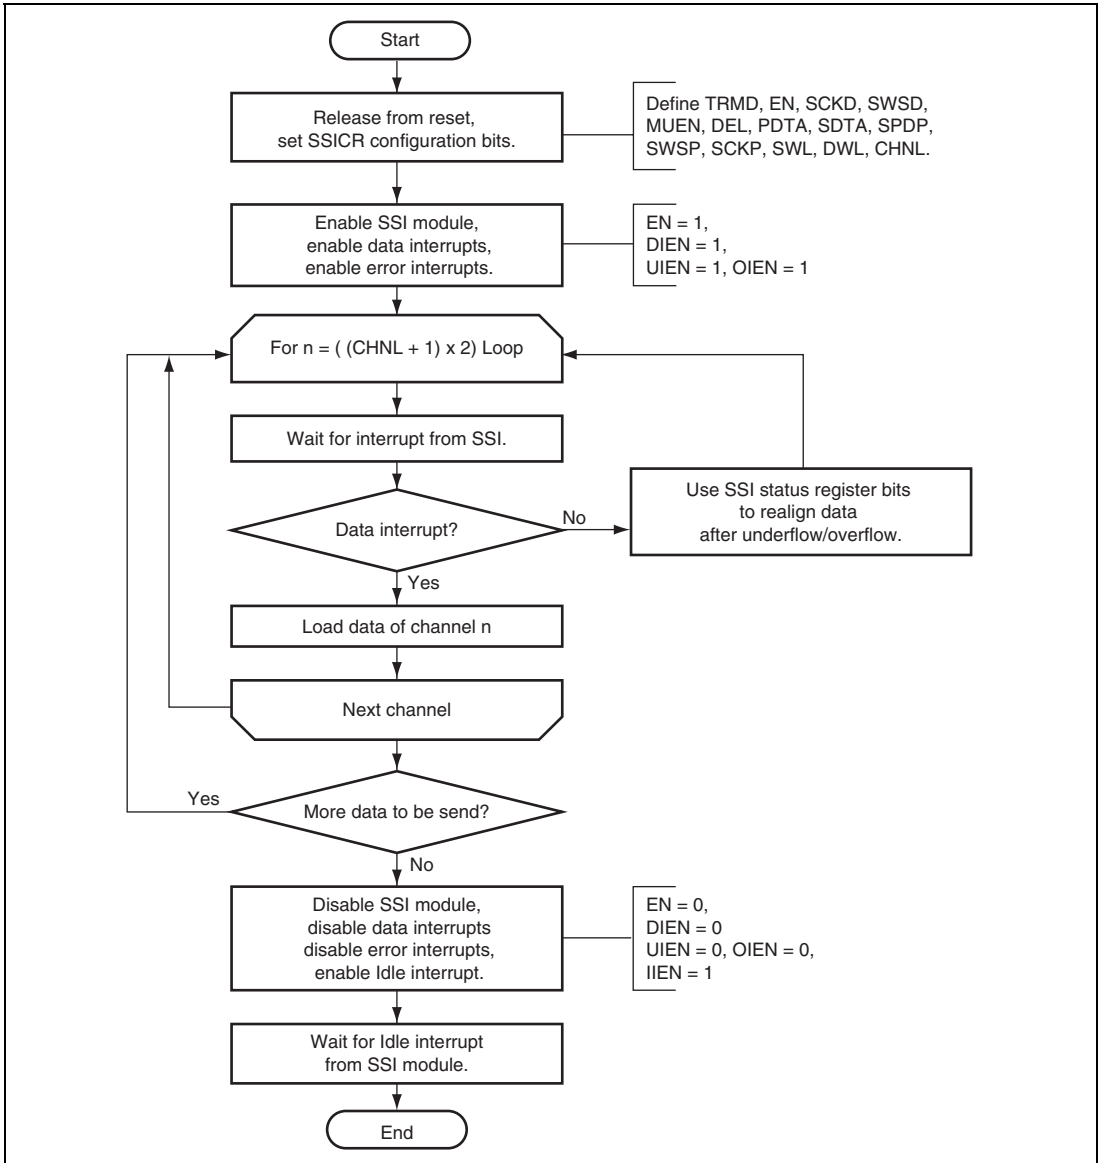 Start
Release from reset,
set SSICR configuration bits.
Define TRMD, EN, SCKD, SWSD,
MUEN, DEL, PDTA, SDTA, SPDP,
SWSP, SCKP, SWL, DWL, CHNL.
Enable SSI module,
enable data interrupts,
enable error interrupts.
EN = 1,
DIEN = 1,
UIEN = 1, OIEN = 1
For n = ( (CHNL + 1) x 2) Loop
Wait for interrupt from SSI.
Data interrupt?
No
Use SSI status register bits
to realign data
after underflow/overflow.
Yes
Load data of channel n
Next channel
Yes
More data to be send?
No
Disable SSI module,
disable data interrupts
disable error interrupts,
enable Idle interrupt.
EN = 0,
DIEN = 0
UIEN = 0, OIEN = 0,
IIEN = 1
Wait for Idle interrupt
from SSI module.
End